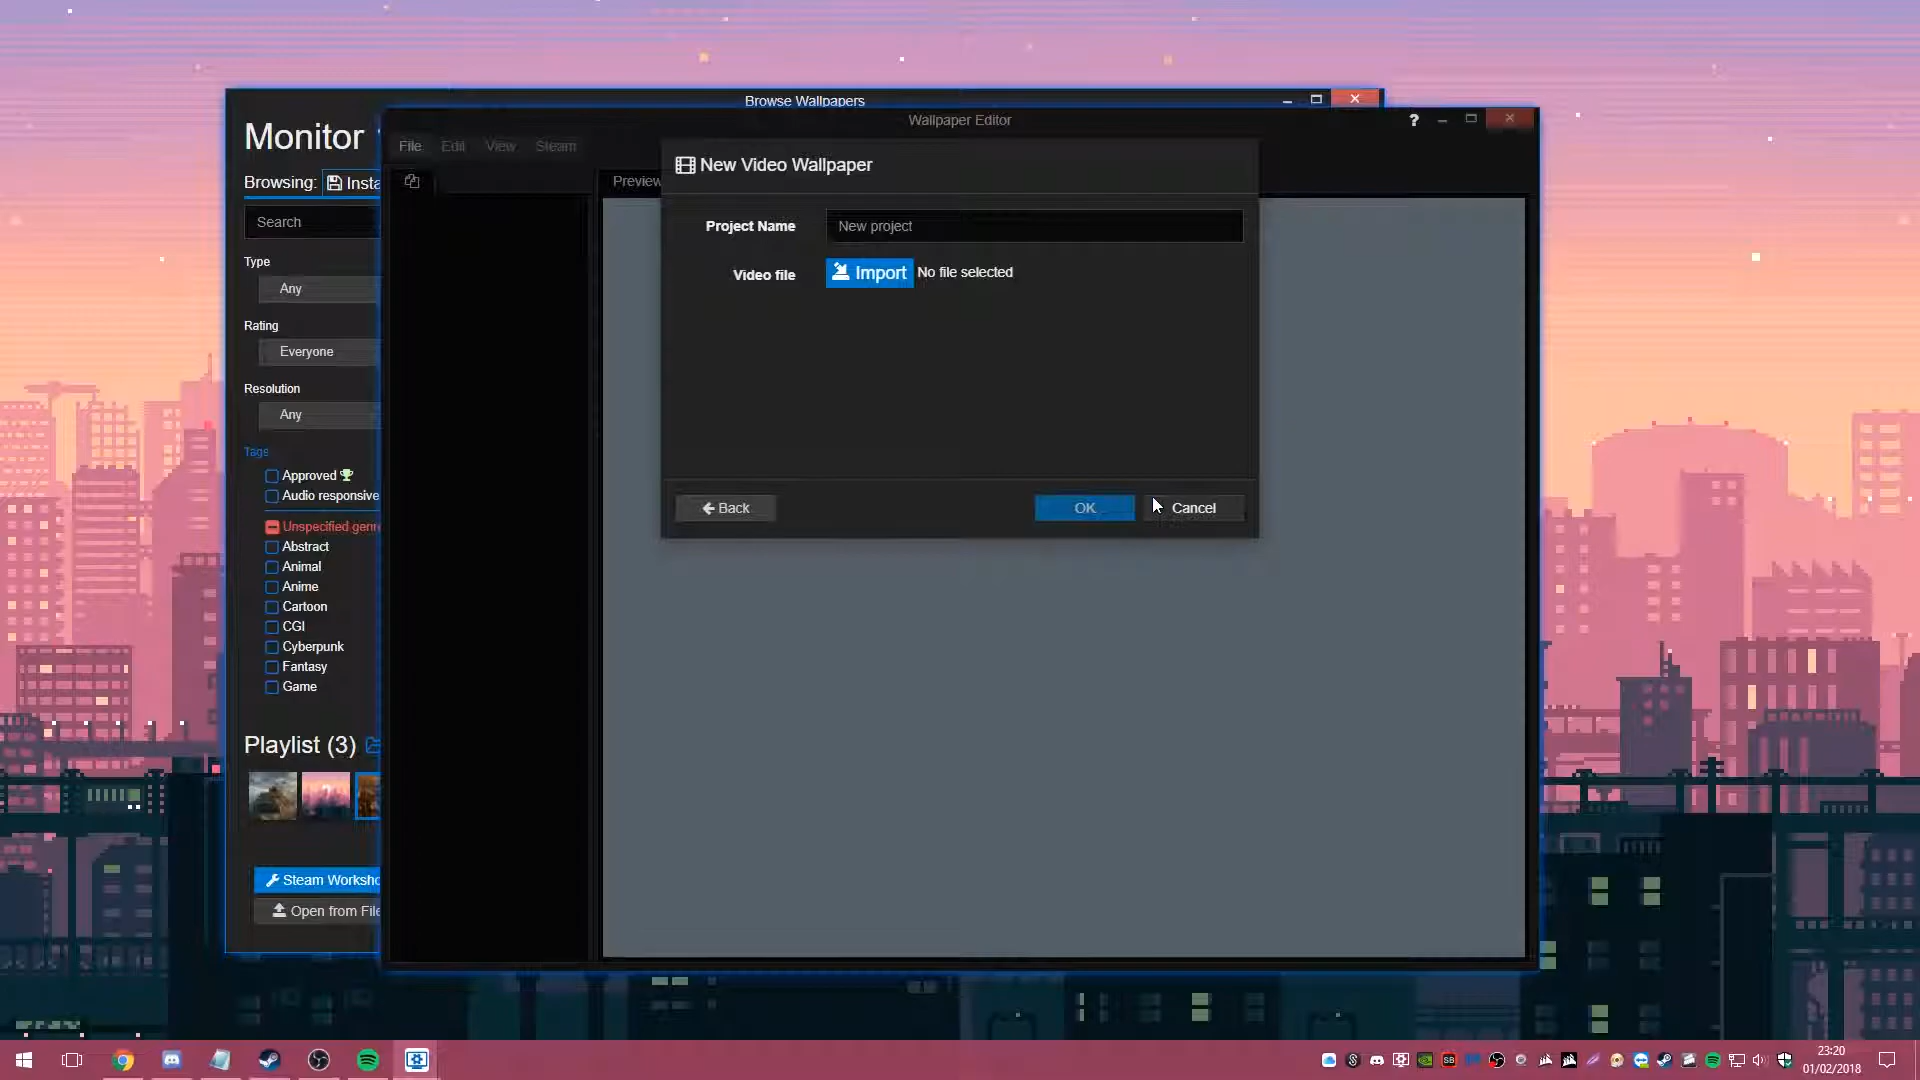 Browse Wallpapers
Wallpaper Editor
?
Monitor
File Edit View Steam
New Video Wallpaper
Browsing: Insta
Preview
Search
Project Name New project
Video file Import No file selected
Type
Any
Rating
Everyone
Resolution
Any
Tags
Approved
Audio responsive
Unspecified genre
Back OK Cancel
Abstract
Animal
Anime
Cartoon
CGI
Cyberpunk
Fantasy
Game
Playlist (3)
Steam Worksho
Open from File
SB
23:20
01/02/2018